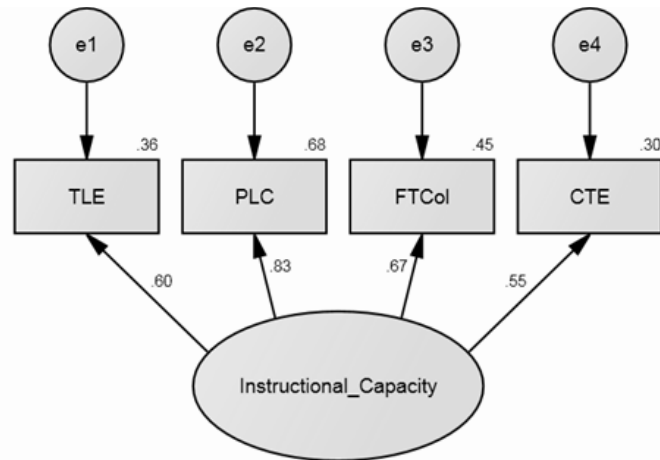 e1
e2
e3
e4
.36
.68
.45
.30
TLE
PLC
FTCol
CTE
.60
.83
.67
.55
Instructional_Capacity